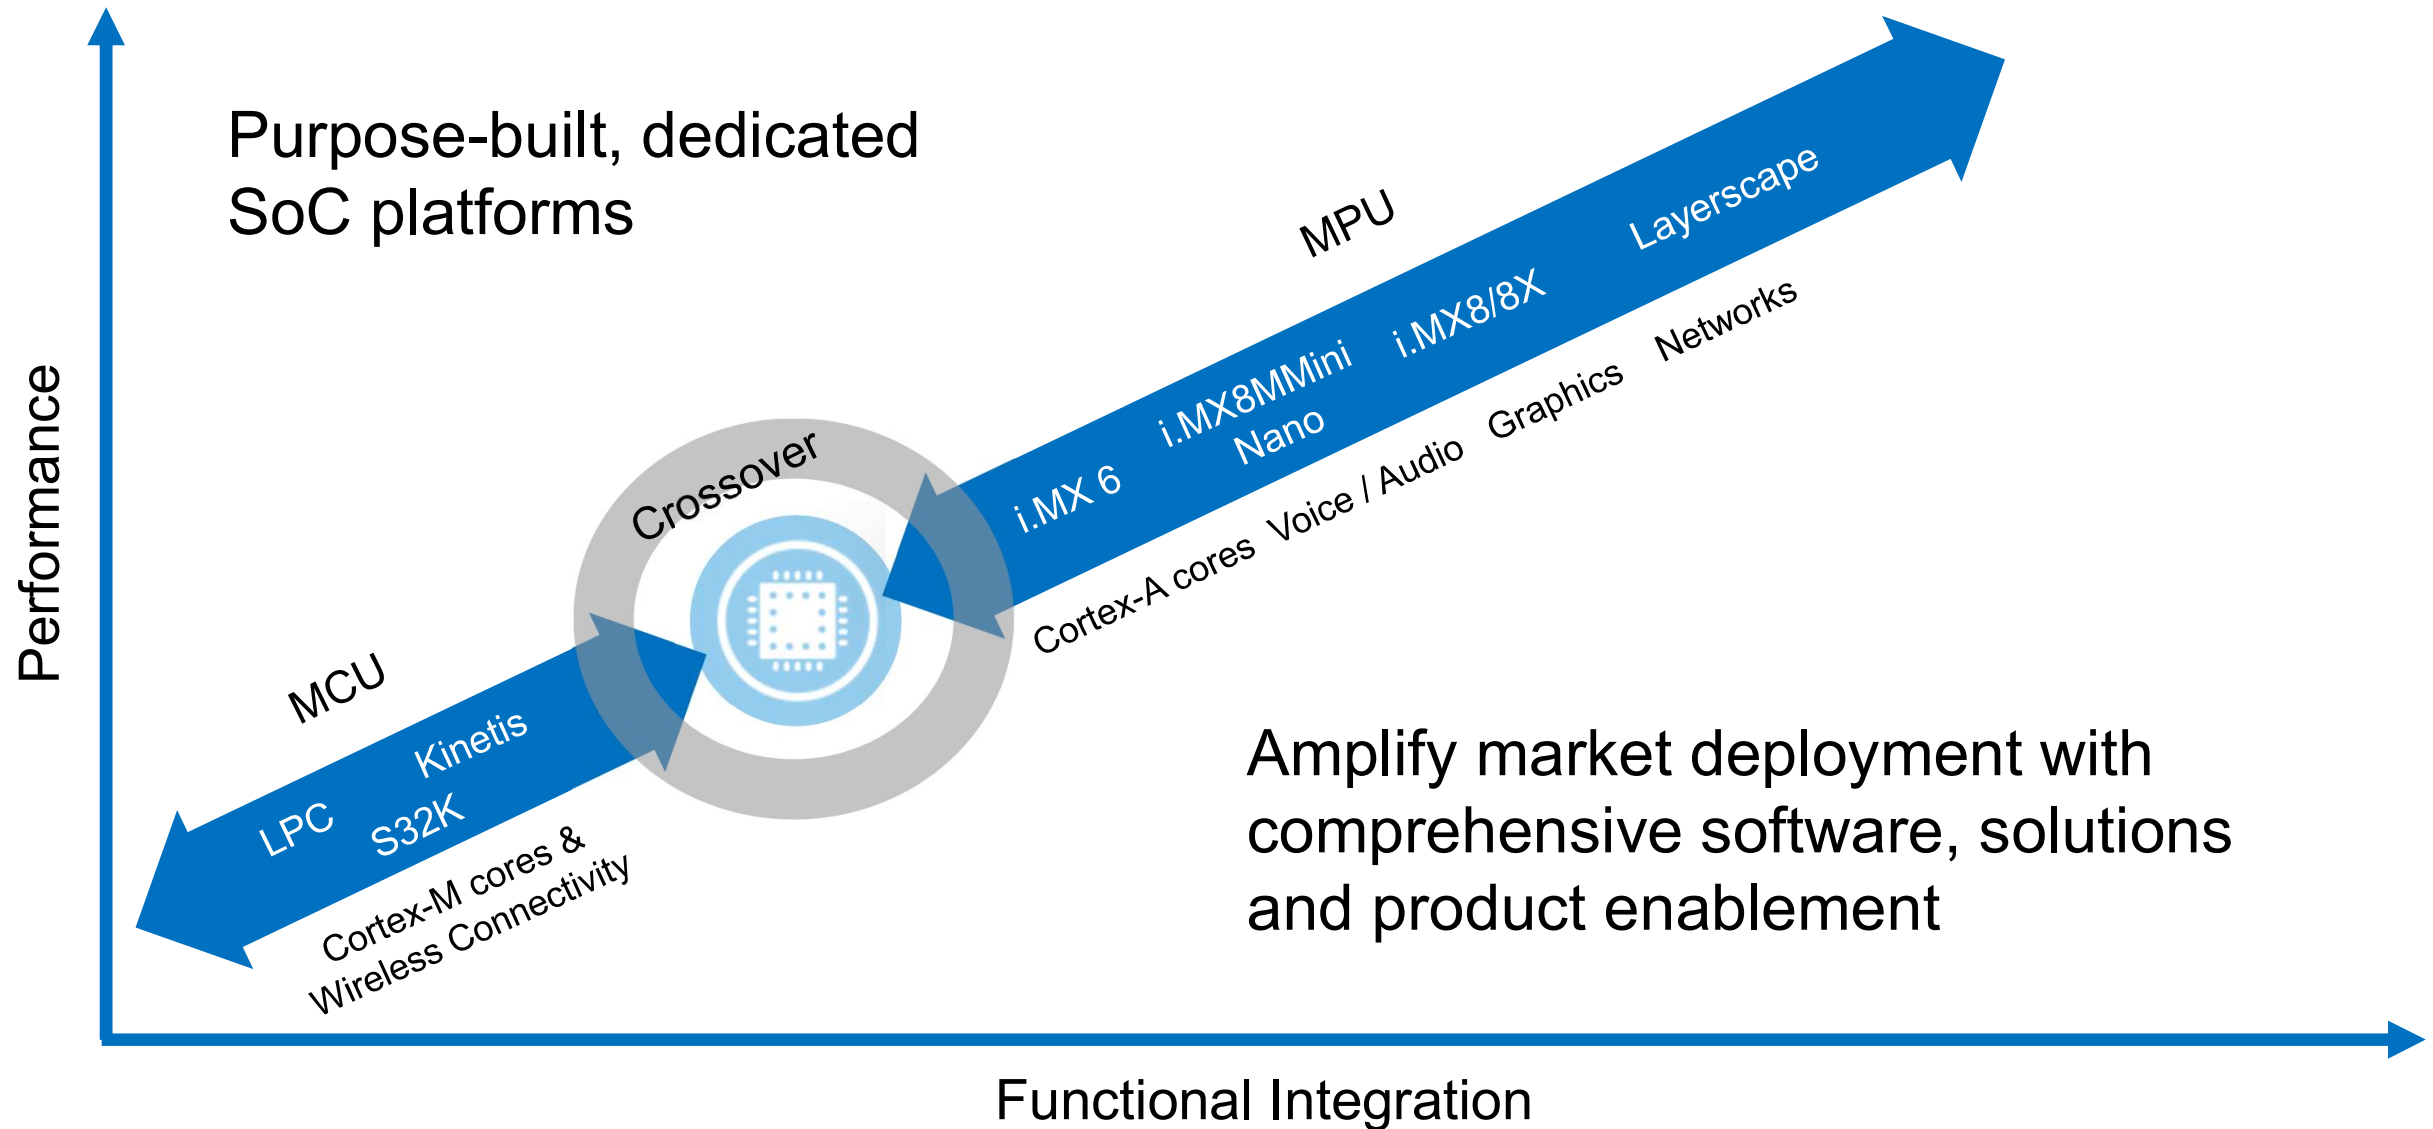 Purpose-built, dedicated
SoC platforms
MPU
Layerscape
i.MX8/8X
i.MX8MMini
Nano
i.MX 6
Networks
Graphics
Voice / Audio
Cortex-A cores
Crossover
Performance
MCU
Kinetis
LPC
S32K
Cortex-M cores &
Wireless Connectivity
Amplify market deployment with
comprehensive software, solutions
and product enablement
Functional Integration